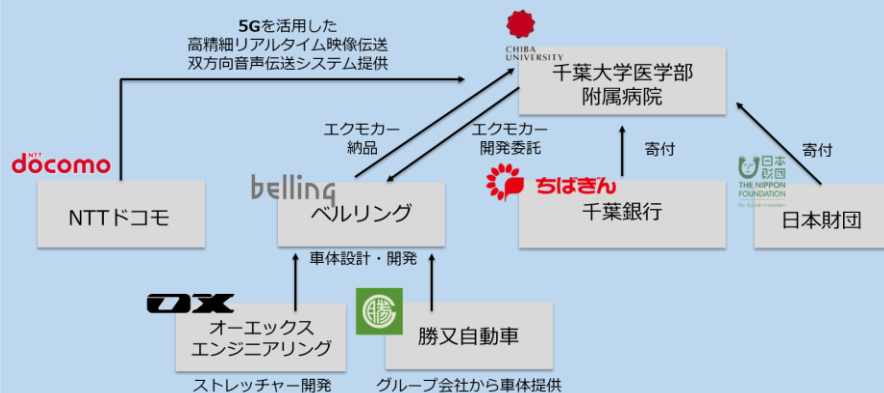 5Gを活用した
高精細リアルタイム映像伝送
双方向音声伝送システム提供
CHIBA
UNIVERSITY
千葉大学医学部
附属病院
エクモカー
納品
エクモカー
開発委託
寄付
寄付
NTT
döcomo
NTTドコモ
belling
ベルリング
車体設計・開発
ちばぎん
千葉銀行
日本
財団
THE NIPPON
FOUNDATION
For Social Innovation
日本財団
OX
オーエックス
エンジニアリング
ストレッチャー開発
勝
勝又自動車
グループ会社から車体提供